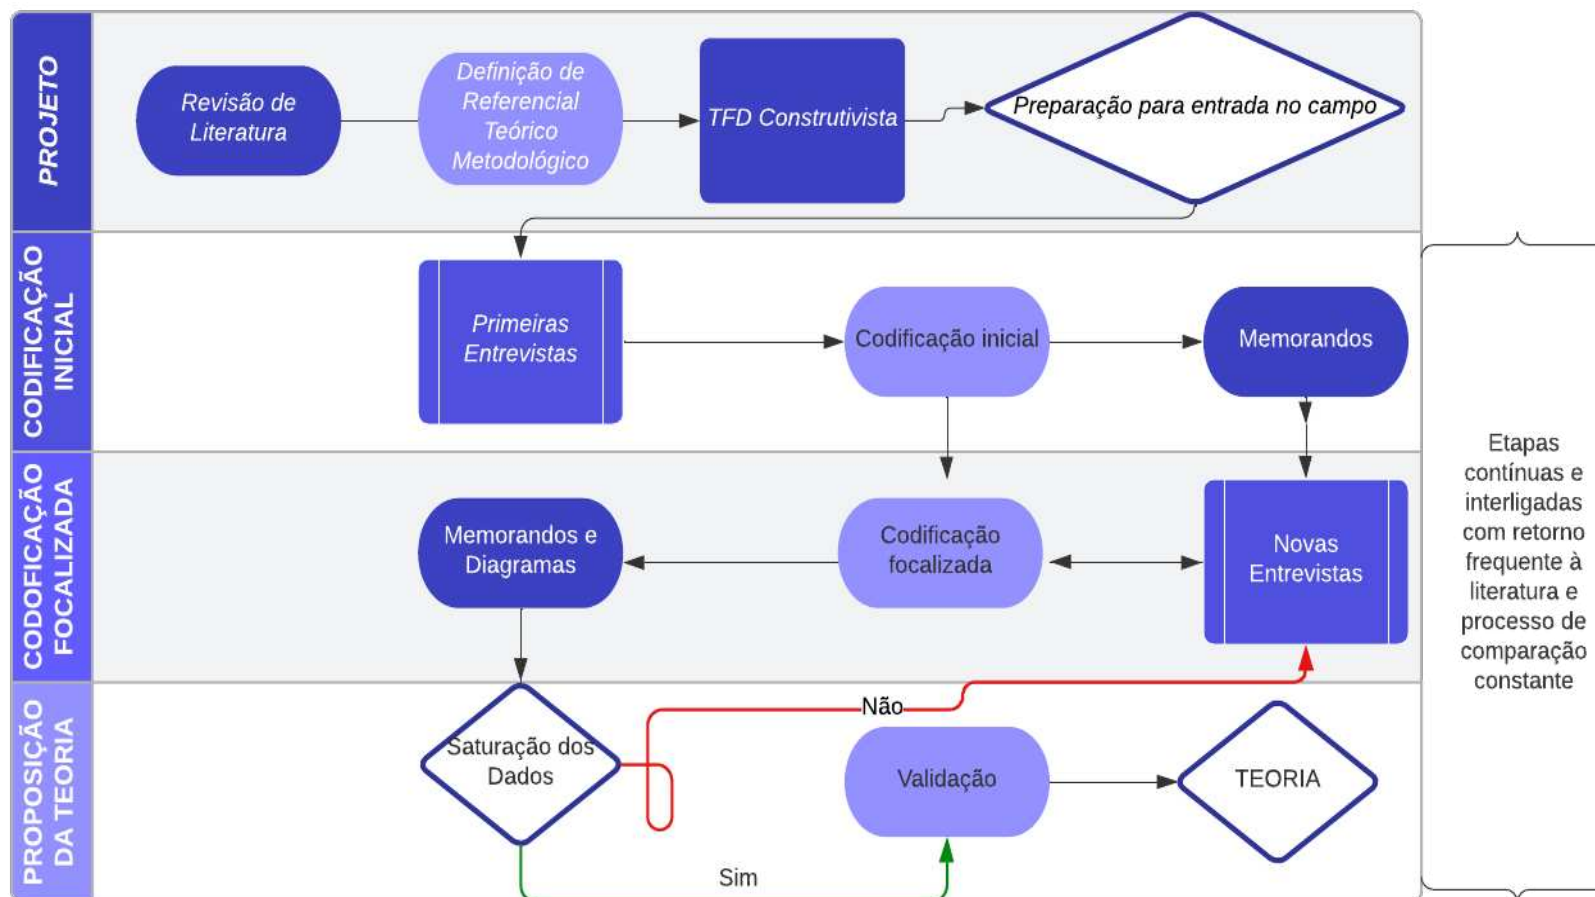 PROJETO
Revisão de
Literatura
Definição de
Referencial
Teórico
Metodológico
TFD Construtivista
Preparação para entrada no campo
CODIFICAÇÃO
INICIAL
Primeiras
Entrevistas
Codificação inicial
Memorandos
CODOFICAÇÃO
FOCALIZADA
Memorandos e
Diagramas
Codificação
focalizada
Novas
Entrevistas
PROPOSIÇÃO
DA TEORIA
Saturação dos
Dados
Não
Sim
Validação
TEORIA
Etapas
contínuas e
interligadas
com retorno
frequente à
literatura e
processo de
comparação
constante